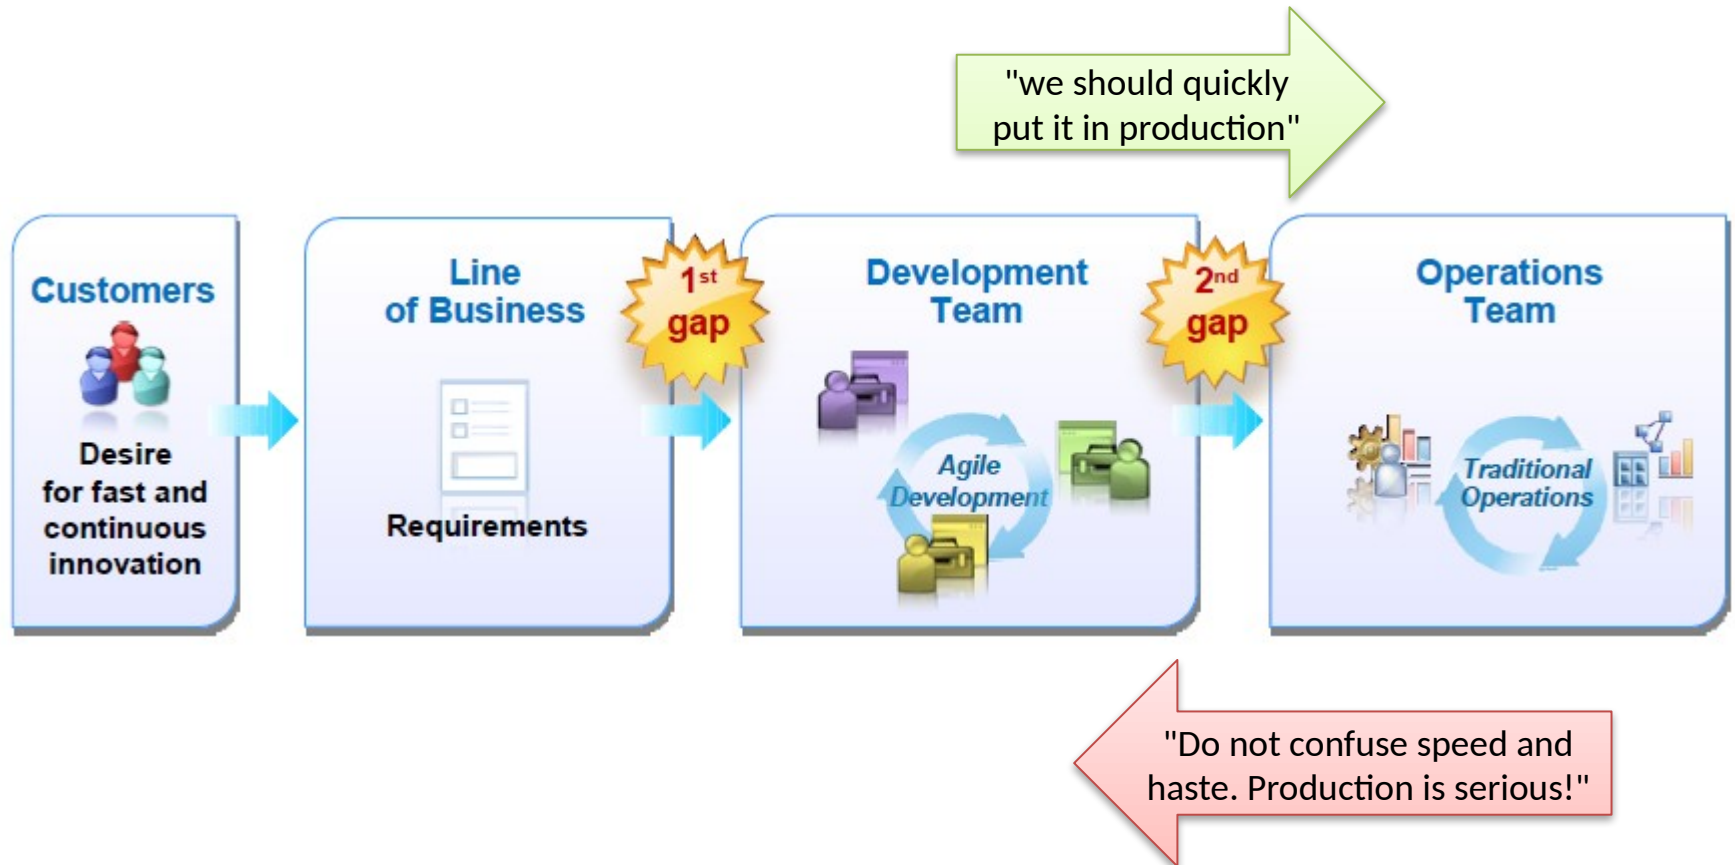 "we should quickly
put it in production"
Customers
Desire
for fast and
continuous
innovation
Line
of Business
Requirements
1st
gap
Development
Team
Agile
Development
2nd
gap
Operations
Team
Traditional
Operations
"Do not confuse speed and
haste. Production is serious!"